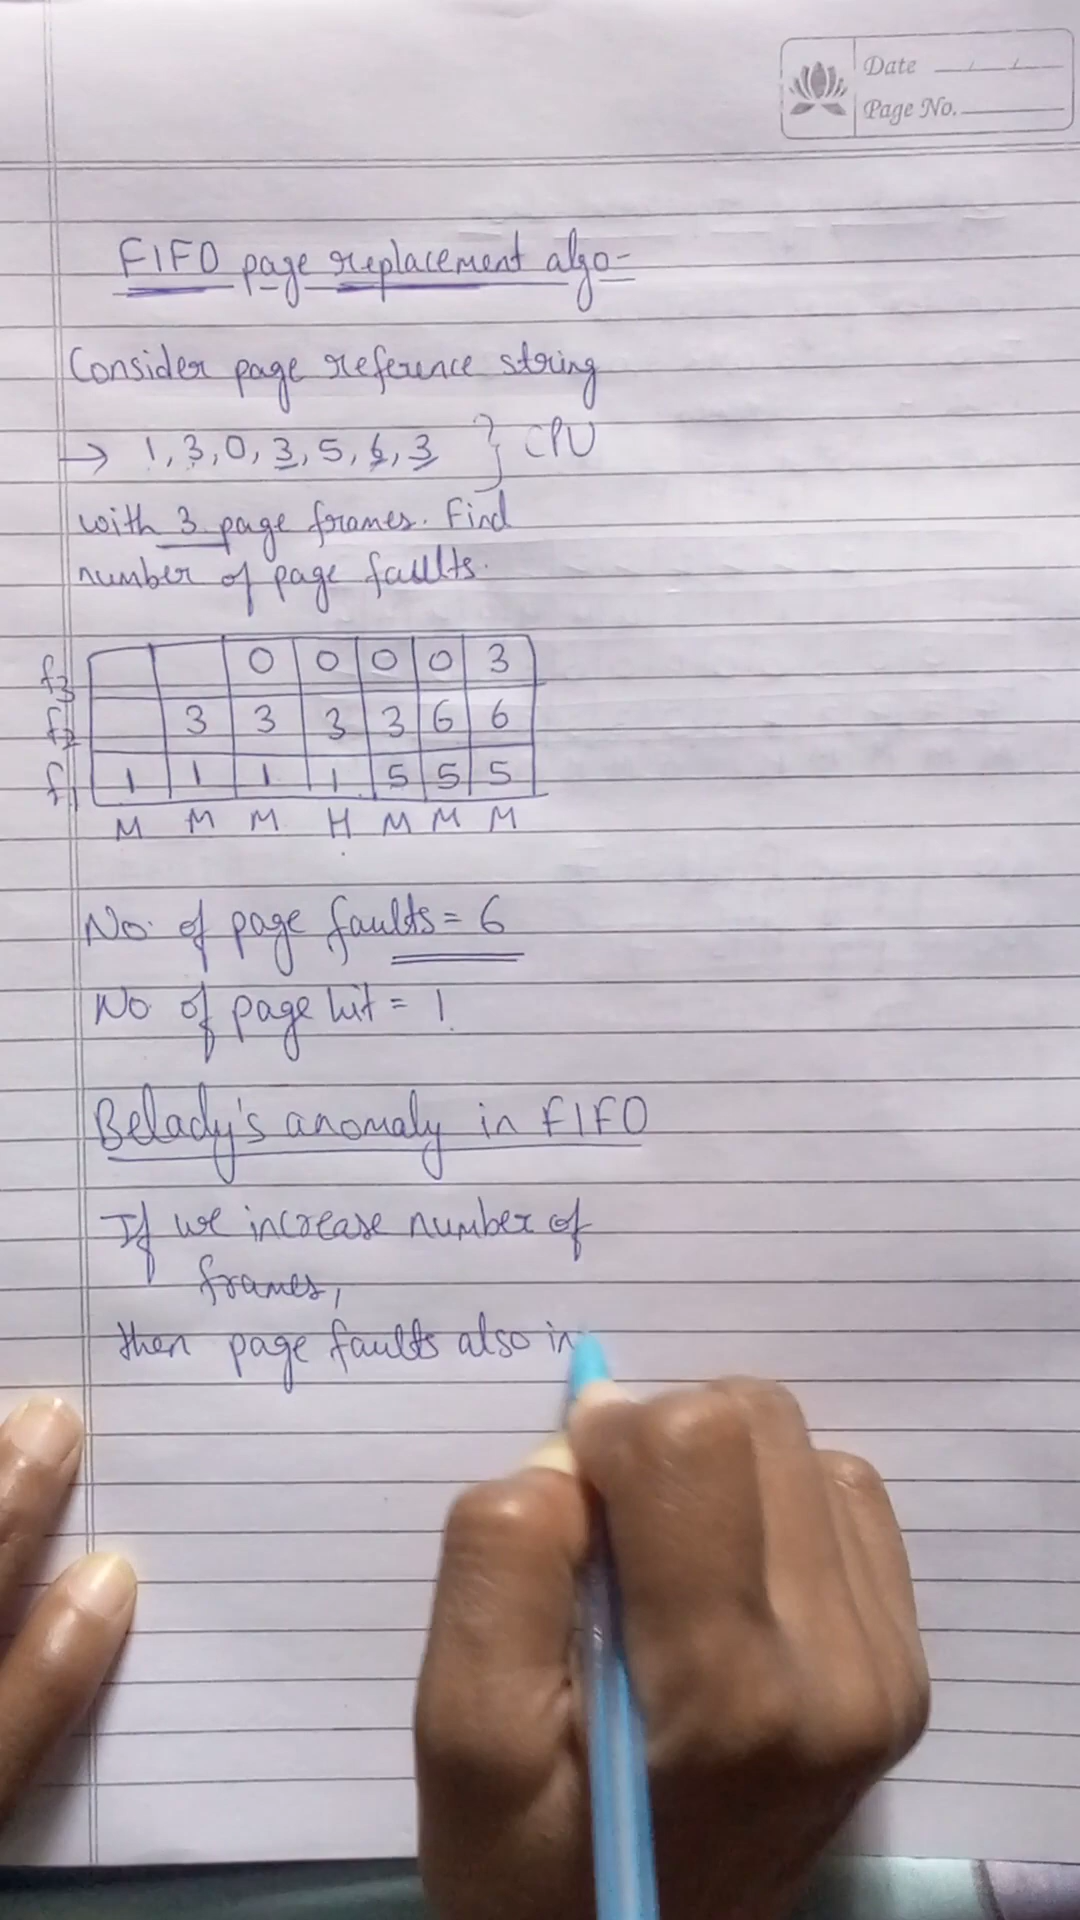 Date
Page No.
FIFO page replacement algo-
Consider page reference string
→ 1, 3, 0, 3, 5, 6, 3 } CPU
with 3 page frames. Find
number of page faults.
f3 0 0 0 0 3
f2 3 3 3 3 6 6
f1 1 1 1 1 5 5 5
M M M H M M M
No. of page faults = 6
No of page hit = 1
Belady's anomaly in FIFO
If we increase number of
frames,
then page faults also in